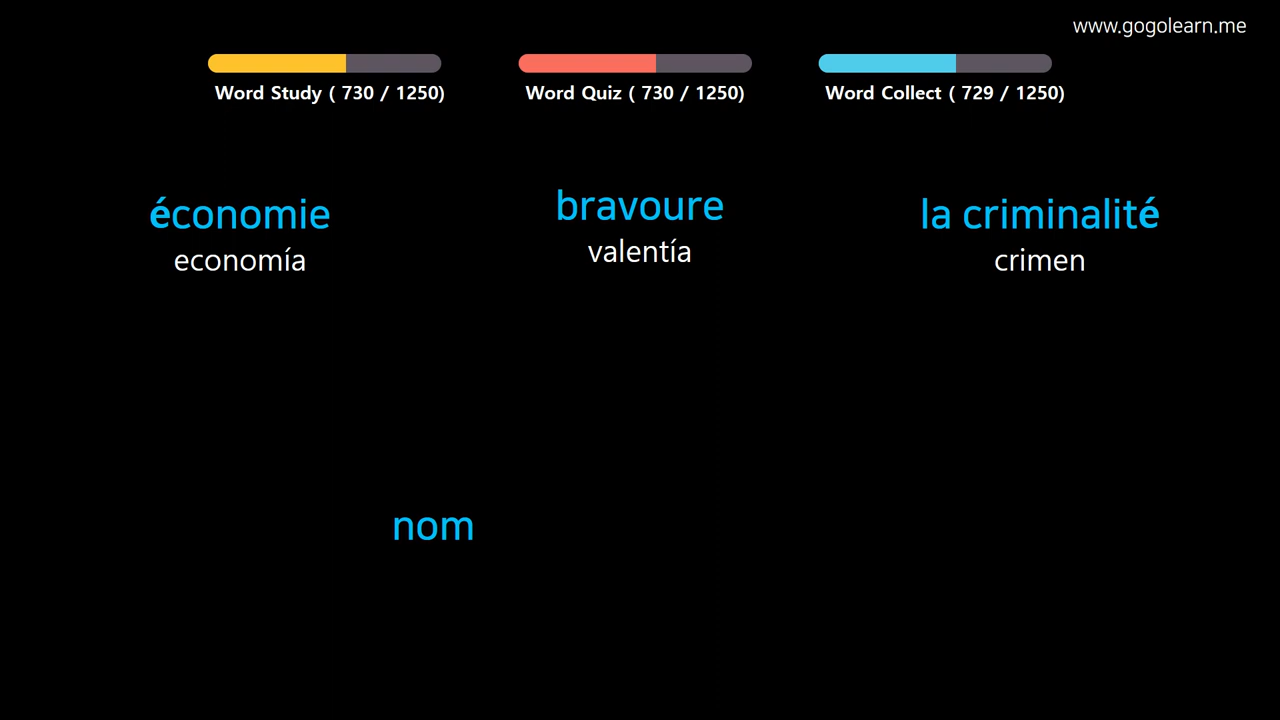 www.gogolearn.me
Word Study ( 730 / 1250)
Word Quiz ( 730 / 1250)
Word Collect ( 729 / 1250)
économie
economía
bravoure
valentía
la criminalité
crimen
nom